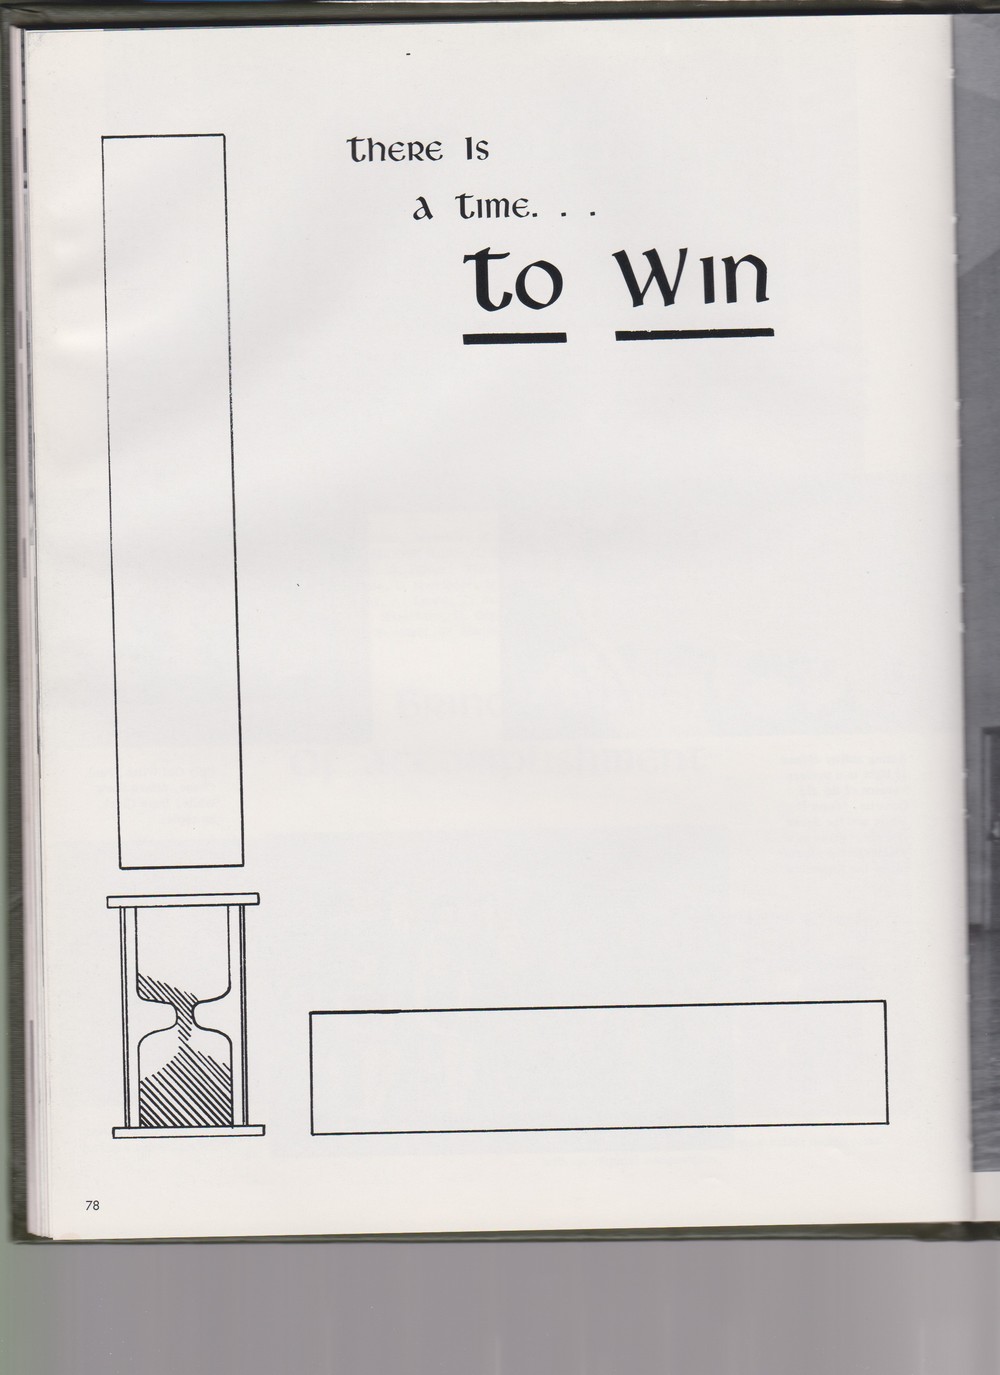 There Is
a Time. . .
To Win
78